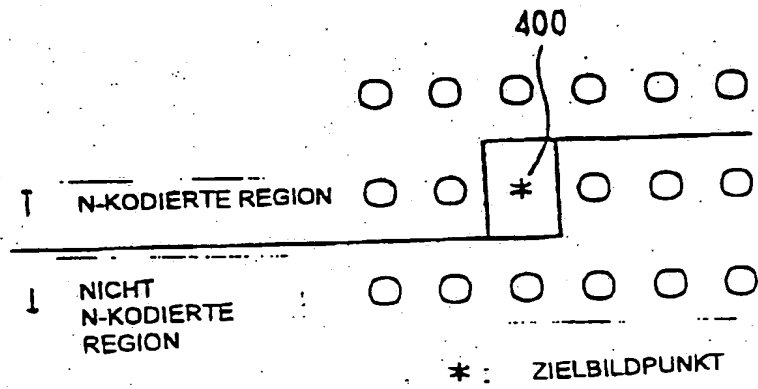 400
N-KODIERTE REGION
*
NICHT
N-KODIERTE
REGION
* : ZIELBILDPUNKT